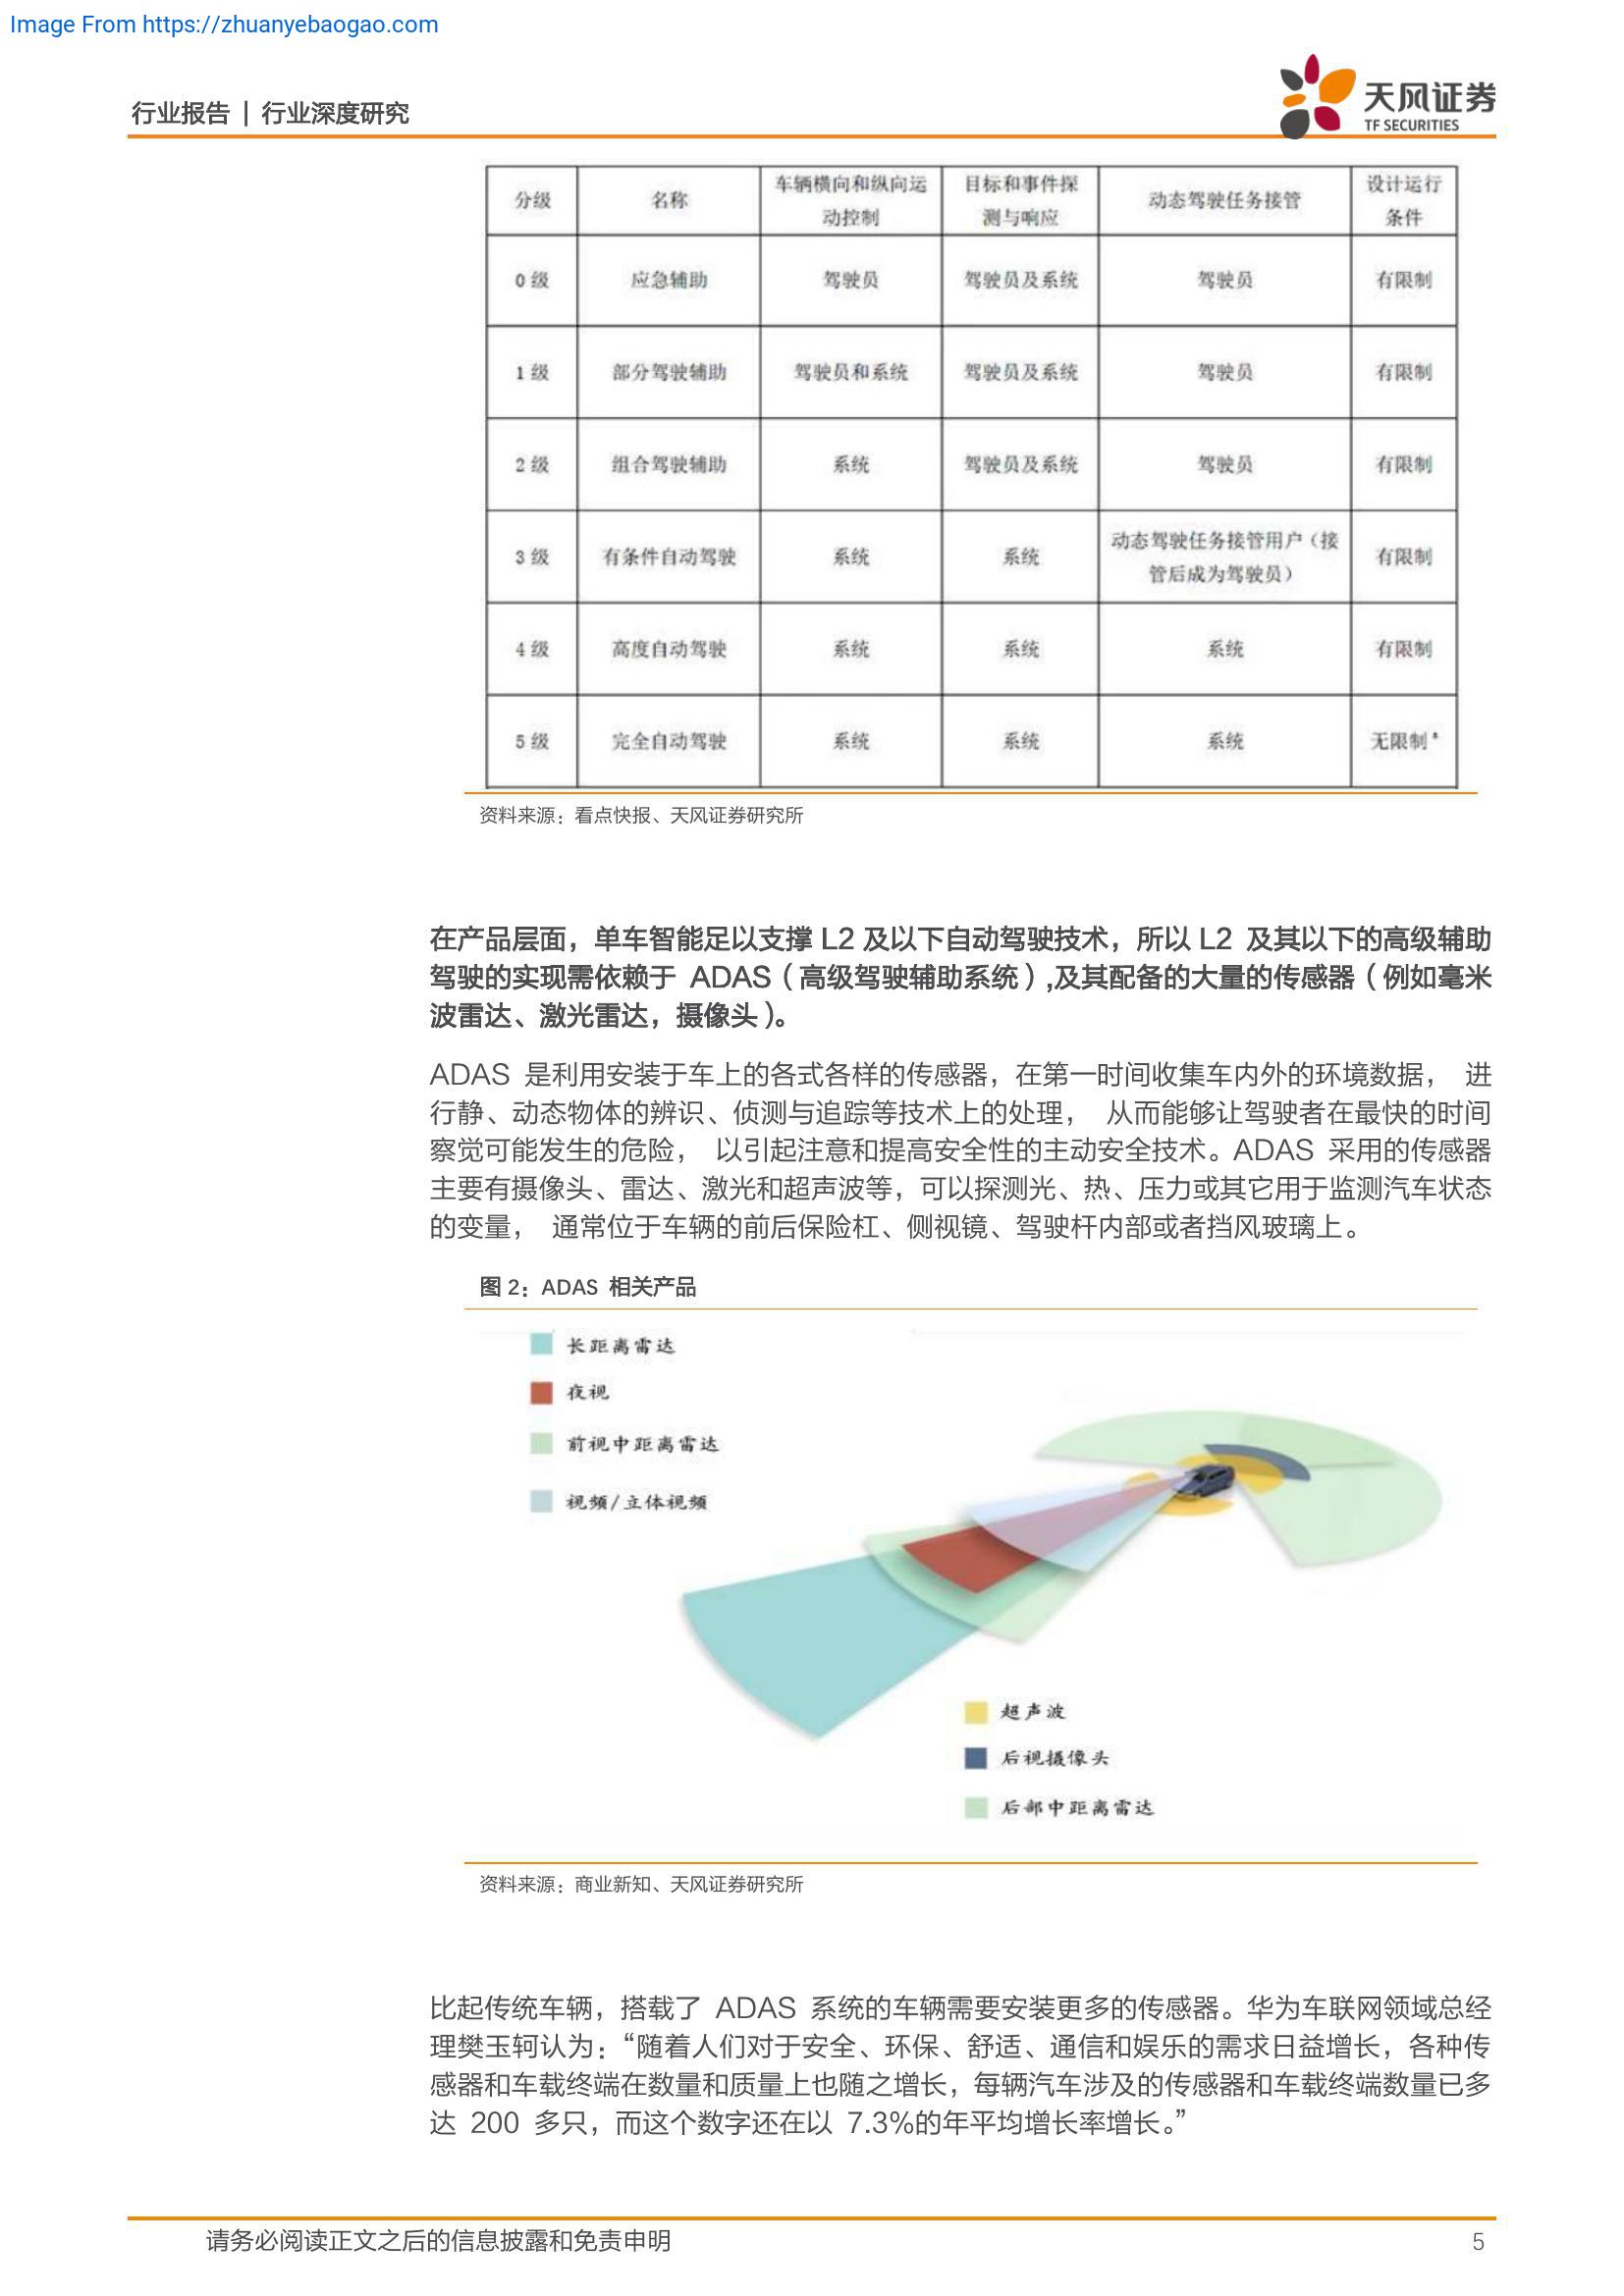 Image From https://zhuanyebaogao.com
行业报告 | 行业深度研究
天风证券
TF SECURITIES
分级 名称 车辆横向和纵向运动控制 目标和事件探测与响应 动态驾驶任务接管 设计运行条件
0 级 应急辅助 驾驶员 驾驶员及系统 驾驶员 有限制
1 级 部分驾驶辅助 驾驶员和系统 驾驶员及系统 驾驶员 有限制
2 级 组合驾驶辅助 系统 驾驶员及系统 驾驶员 有限制
3 级 有条件自动驾驶 系统 系统 动态驾驶任务接管用户（接管后成为驾驶员） 有限制
4 级 高度自动驾驶 系统 系统 系统 有限制
5 级 完全自动驾驶 系统 系统 系统 无限制
资料来源：看点快报、天风证券研究所
在产品层面，单车智能足以支撑 L2 及以下自动驾驶技术，所以 L2 及其以下的高级辅助
驾驶的实现需依赖于 ADAS（高级驾驶辅助系统）,及其配备的大量的传感器（例如毫米
波雷达、激光雷达，摄像头）。
ADAS 是利用安装于车上的各式各样的传感器，在第一时间收集车内外的环境数据， 进
行静、动态物体的辨识、侦测与追踪等技术上的处理， 从而能够让驾驶者在最快的时间
察觉可能发生的危险， 以引起注意和提高安全性的主动安全技术。ADAS 采用的传感器
主要有摄像头、雷达、激光和超声波等，可以探测光、热、压力或其它用于监测汽车状态
的变量， 通常位于车辆的前后保险杠、侧视镜、驾驶杆内部或者挡风玻璃上。
图 2：ADAS 相关产品
长距离雷达
夜视
前视中距离雷达
视频/立体视频
超声波
后视摄像头
后部中距离雷达
资料来源：商业新知、天风证券研究所
比起传统车辆，搭载了 ADAS 系统的车辆需要安装更多的传感器。华为车联网领域总经
理樊玉轲认为：“随着人们对于安全、环保、舒适、通信和娱乐的需求日益增长，各种传
感器和车载终端在数量和质量上也随之增长，每辆汽车涉及的传感器和车载终端数量已多
达 200 多只，而这个数字还在以 7.3%的年平均增长率增长。”
请务必阅读正文之后的信息披露和免责申明
5